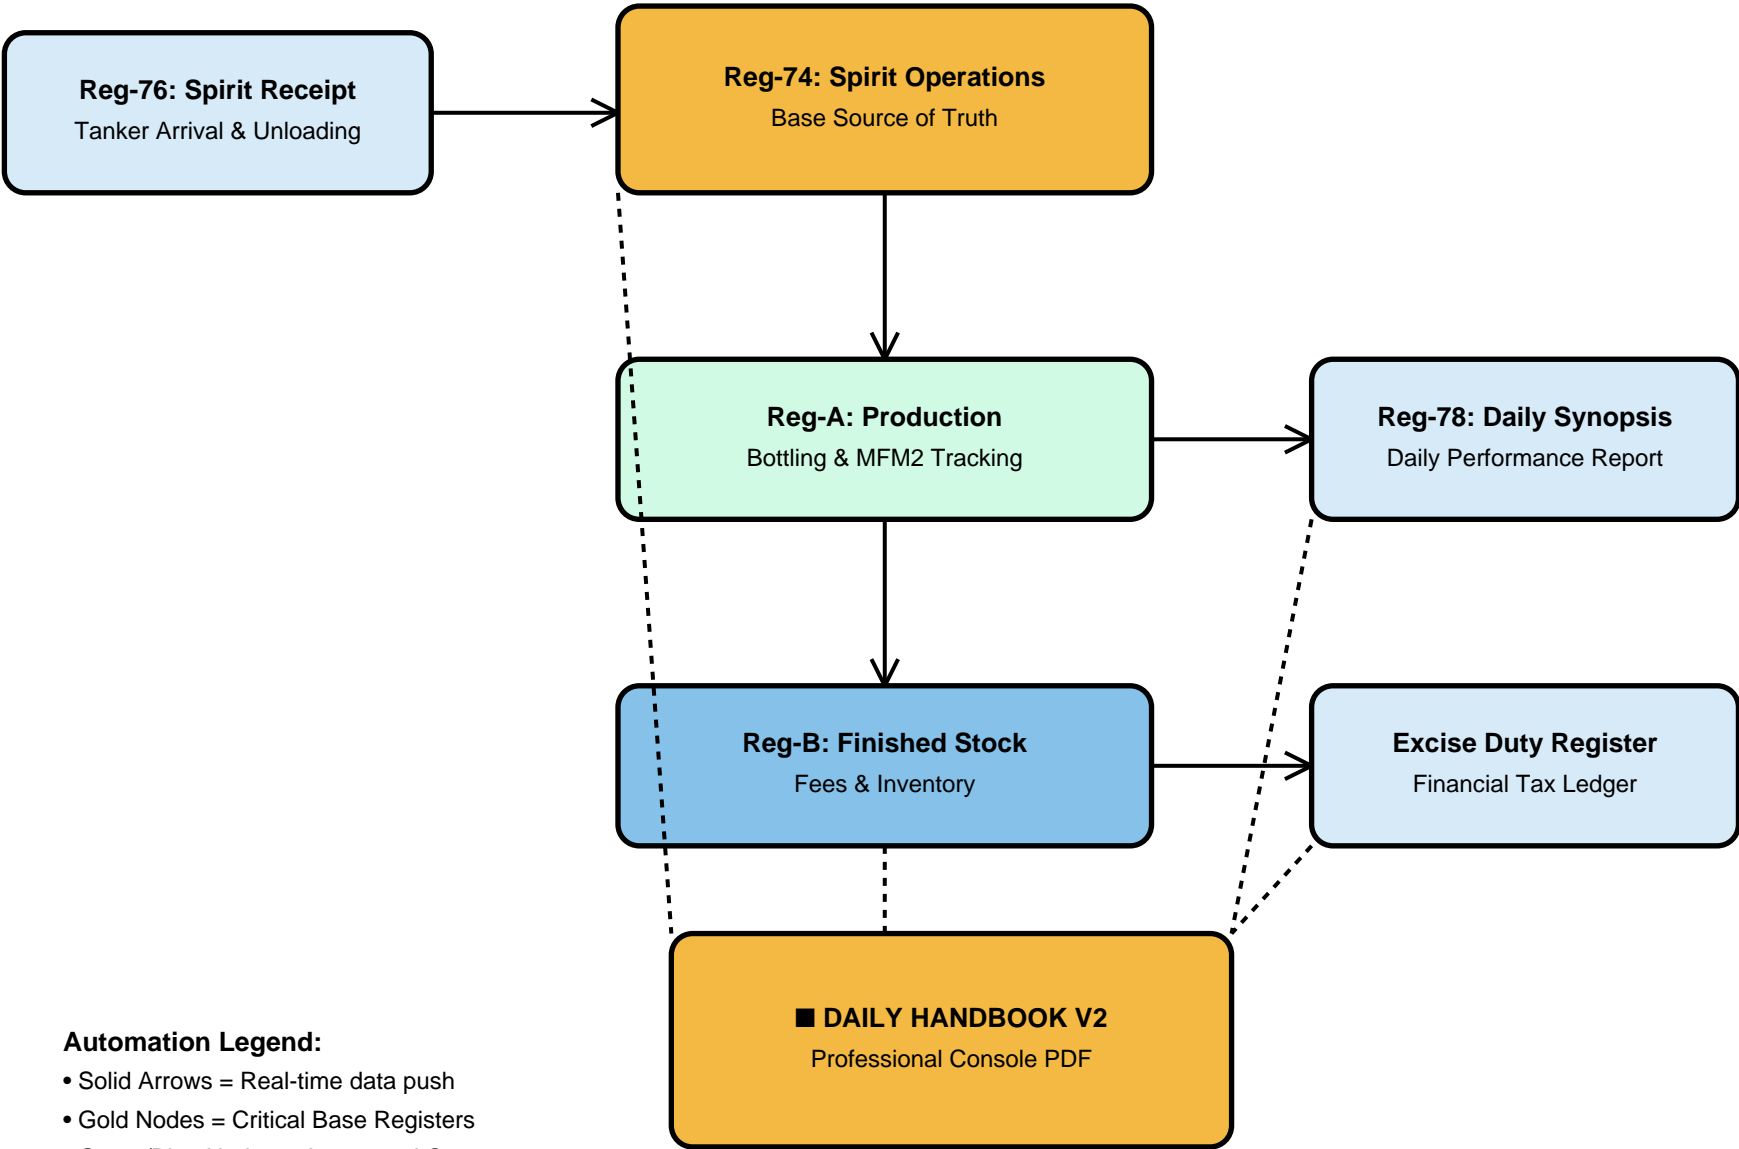 Reg-76: Spirit Receipt
Tanker Arrival & Unloading
Reg-74: Spirit Operations
Base Source of Truth
Reg-A: Production
Bottling & MFM2 Tracking
Reg-78: Daily Synopsis
Daily Performance Report
Reg-B: Finished Stock
Fees & Inventory
Excise Duty Register
Financial Tax Ledger
■ DAILY HANDBOOK V2
Professional Console PDF
Automation Legend:
• Solid Arrows = Real-time data push
• Gold Nodes = Critical Base Registers